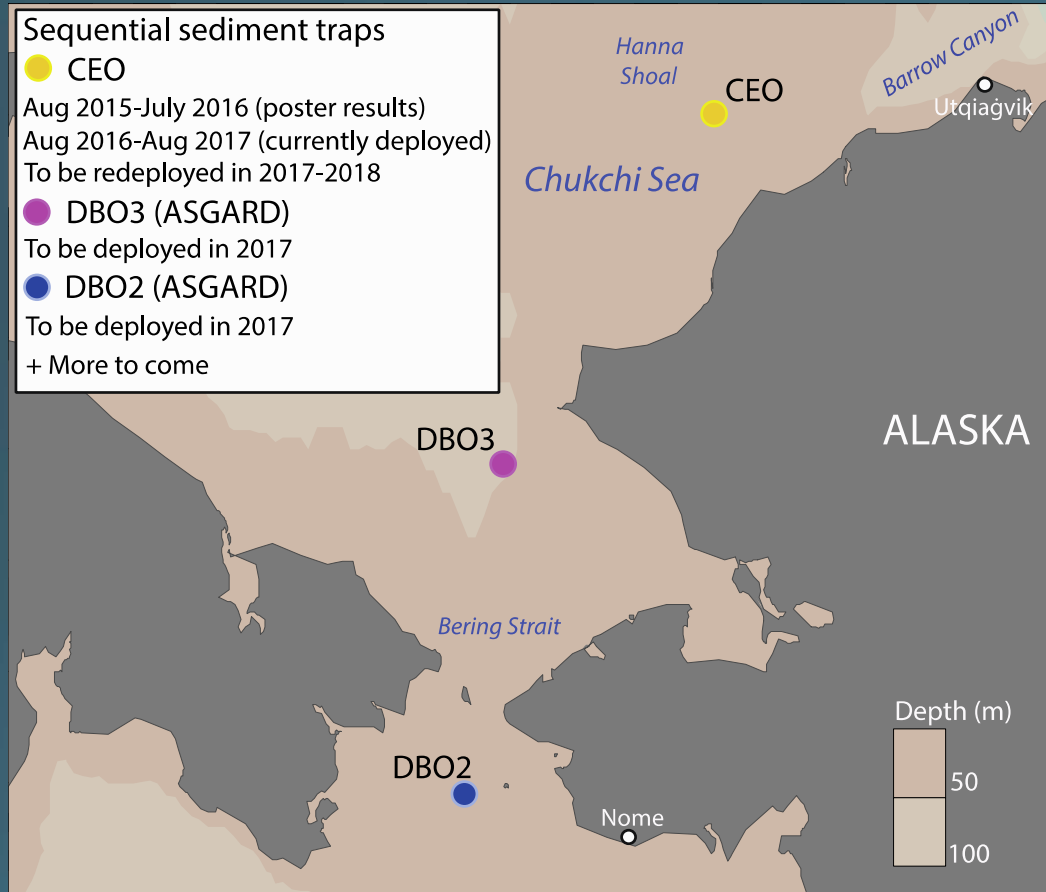 Sequential sediment traps
CEO
Aug 2015-July 2016 (poster results)
Aug 2016-Aug 2017 (currently deployed)
To be redeployed in 2017-2018
DBO3 (ASGARD)
To be deployed in 2017
DBO2 (ASGARD)
To be deployed in 2017
+ More to come
Hanna
Shoal
CEO
Barrow Canyon
Utqiaġvik
Chukchi Sea
ALASKA
DBO3
Bering Strait
DBO2
Nome
Depth (m)
50
100